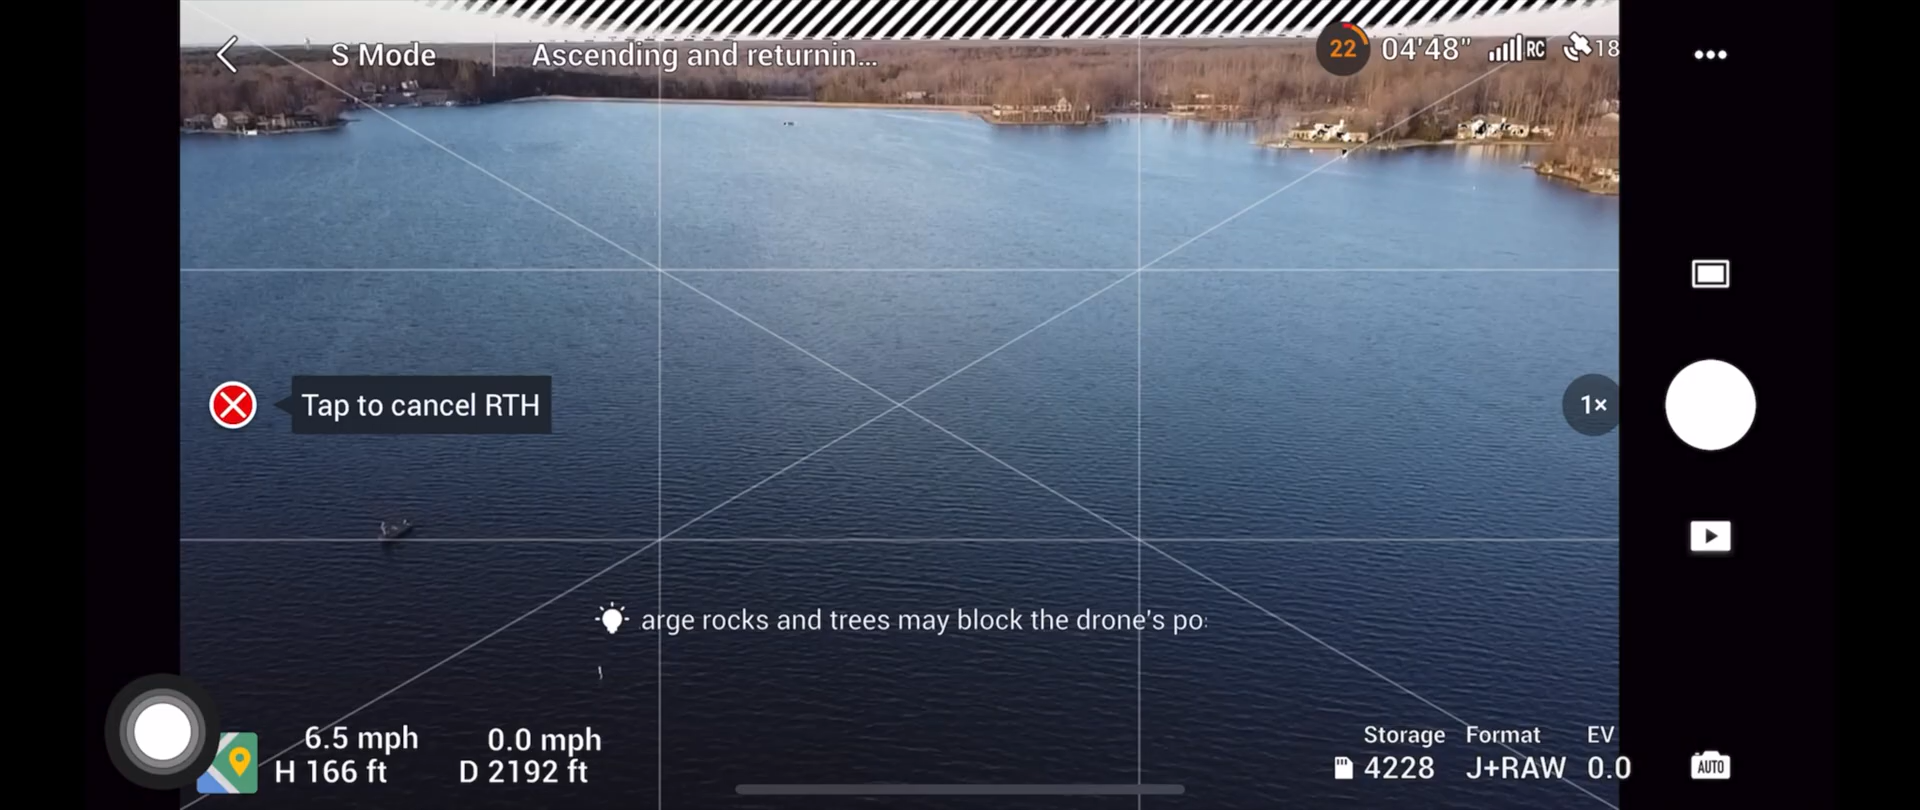 S Mode
Ascending and returnin...
22
04'48"
RC
18
Tap to cancel RTH
1×
arge rocks and trees may block the drone's po
6.5 mph
0.0 mph
H 166 ft
D 2192 ft
Storage
Format
EV
4228
J+RAW
0.0
AUTO